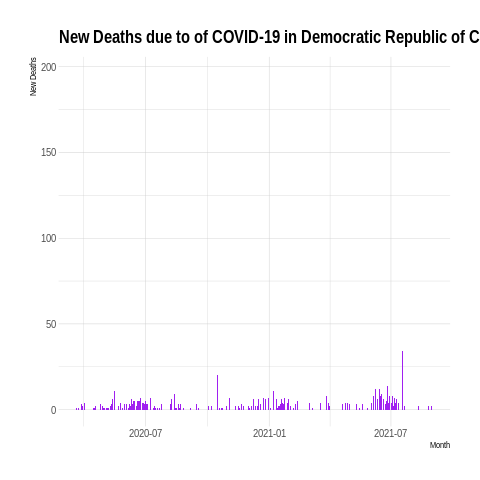 New Deaths due to of COVID-19 in Democratic Republic of C
New Deaths
200
150
100
50
0
2020-07
2021-01
2021-07
Month